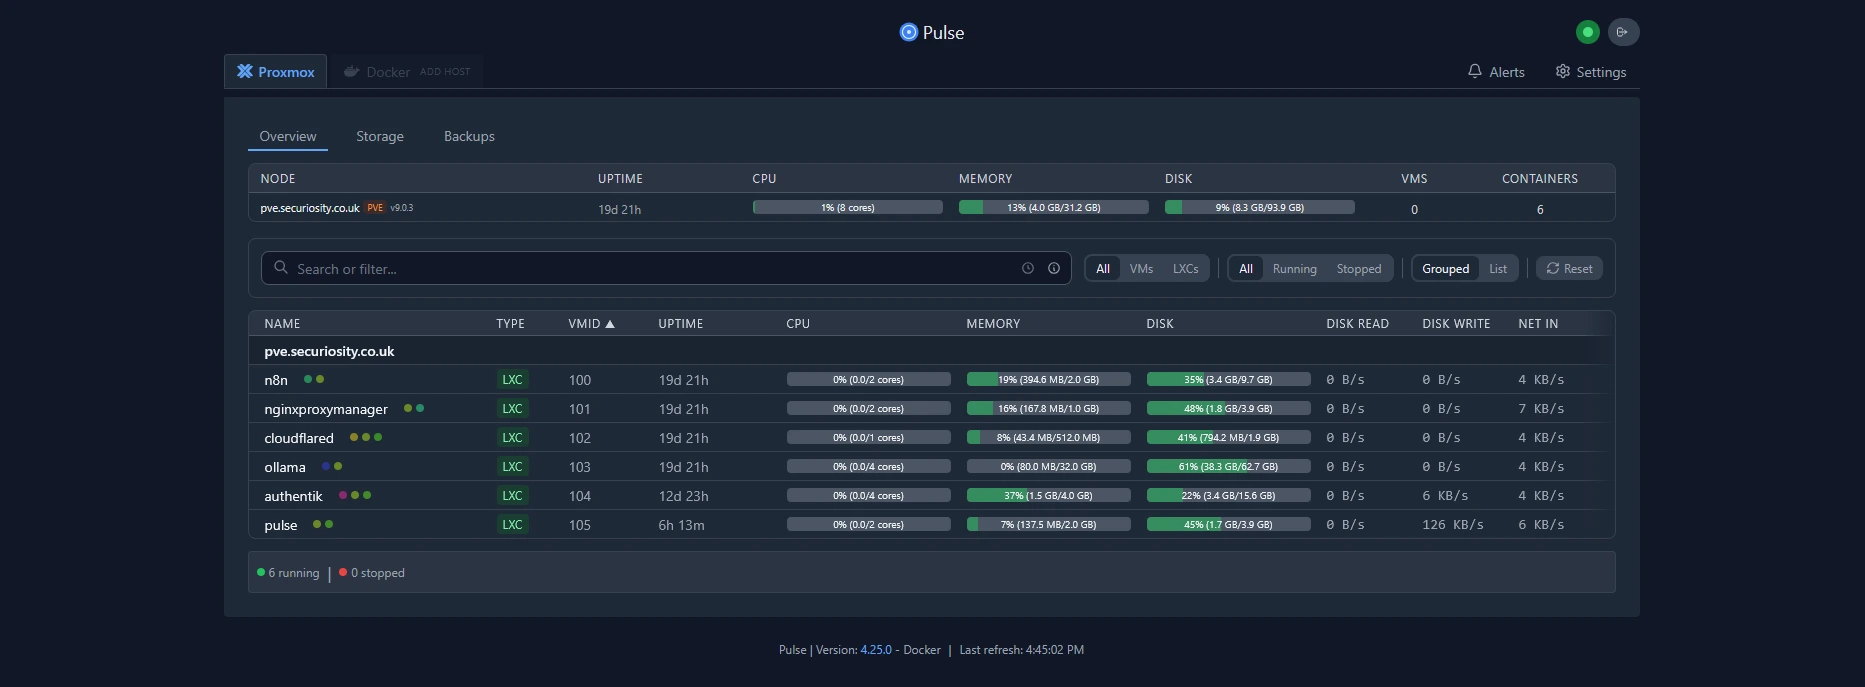 Pulse
Proxmox Docker ADD HOST Alerts Settings
Overview Storage Backups
NODE UPTIME CPU MEMORY DISK VMS CONTAINERS
pve.securiosity.co.uk PVE v9.0.3 19d 21h 1% (8 cores) 13% (4.0 GB/31.2 GB) 9% (8.3 GB/93.9 GB) 0 6
Search or filter... All VMs LXCs All Running Stopped Grouped List Reset
NAME TYPE VMID ▲ UPTIME CPU MEMORY DISK DISK READ DISK WRITE NET IN
pve.securiosity.co.uk
n8n LXC 100 19d 21h 0% (0.0/2 cores) 19% (394.6 MB/2.0 GB) 35% (3.4 GB/9.7 GB) 0 B/s 0 B/s 4 KB/s
nginxproxymanager LXC 101 19d 21h 0% (0.0/2 cores) 16% (167.8 MB/1.0 GB) 48% (1.8 GB/3.9 GB) 0 B/s 0 B/s 7 KB/s
cloudflared LXC 102 19d 21h 0% (0.0/1 cores) 8% (43.4 MB/512.0 MB) 41% (794.2 MB/1.9 GB) 0 B/s 0 B/s 4 KB/s
ollama LXC 103 19d 21h 0% (0.0/4 cores) 0% (80.0 MB/32.0 GB) 61% (38.3 GB/62.7 GB) 0 B/s 0 B/s 4 KB/s
authentik LXC 104 12d 23h 0% (0.0/4 cores) 37% (1.5 GB/4.0 GB) 22% (3.4 GB/15.6 GB) 0 B/s 6 KB/s 4 KB/s
pulse LXC 105 6h 13m 0% (0.0/2 cores) 7% (137.5 MB/2.0 GB) 45% (1.7 GB/3.9 GB) 0 B/s 126 KB/s 6 KB/s
6 running | 0 stopped
Pulse | Version: 4.25.0 - Docker | Last refresh: 4:45:02 PM